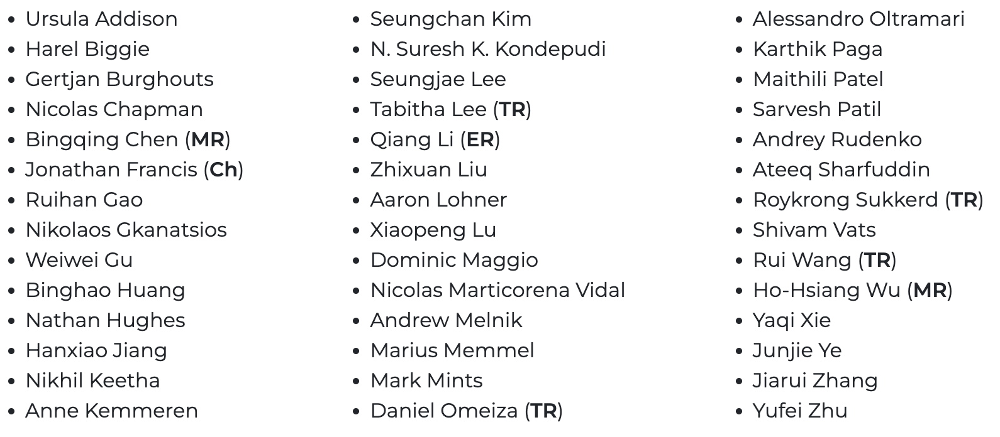 • Ursula Addison
• Harel Biggie
• Gertjan Burghouts
• Nicolas Chapman
• Bingqing Chen (MR)
• Jonathan Francis (Ch)
• Ruihan Gao
• Nikolaos Gkanatsios
• Weiwei Gu
• Binghao Huang
• Nathan Hughes
• Hanxiao Jiang
• Nikhil Keetha
• Anne Kemmeren
• Seungchan Kim
• N. Suresh K. Kondepudi
• Seungjae Lee
• Tabitha Lee (TR)
• Qiang Li (ER)
• Zhixuan Liu
• Aaron Lohner
• Xiaopeng Lu
• Dominic Maggio
• Nicolas Marticorena Vidal
• Andrew Melnik
• Marius Memmel
• Mark Mints
• Daniel Omeiza (TR)
• Alessandro Oltramari
• Karthik Paga
• Maithili Patel
• Sarvesh Patil
• Andrey Rudenko
• Ateeq Sharfuddin
• Roykrong Sukkerd (TR)
• Shivam Vats
• Rui Wang (TR)
• Ho-Hsiang Wu (MR)
• Yaqi Xie
• Junjie Ye
• Jiarui Zhang
• Yufei Zhu